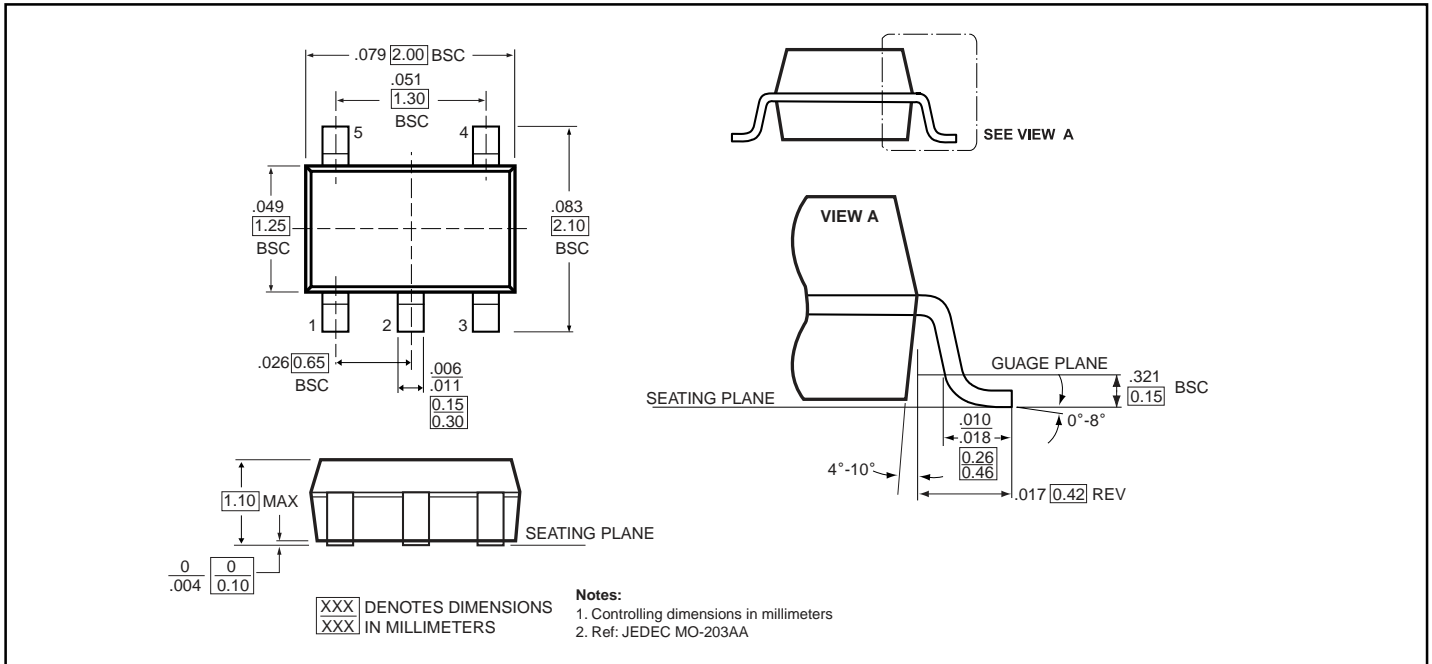 .079 2.00 BSC
.051
1.30
BSC
5
4
.049
1.25
BSC
.083
2.10
BSC
1
2
3
.026 0.65
BSC
.006
.011
0.15
0.30
1.10 MAX
SEATING PLANE
0
.004
0
0.10
XXX DENOTES DIMENSIONS
XXX IN MILLIMETERS
Notes:
1. Controlling dimensions in millimeters
2. Ref: JEDEC MO-203AA
SEE VIEW A
VIEW A
GUAGE PLANE
.321
0.15 BSC
SEATING PLANE
0°-8°
.010
.018
0.26
0.46
4°-10°
.017 0.42 REV